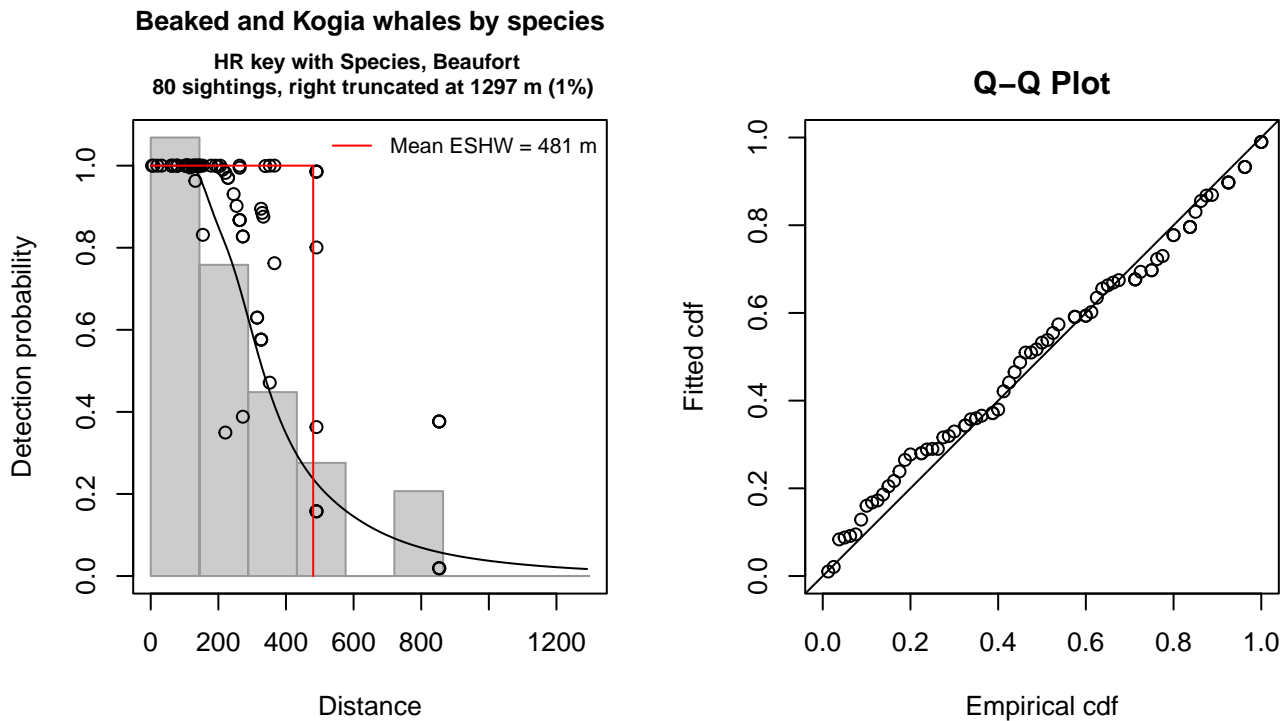 Beaked and Kogia whales by species
HR key with Species, Beaufort
80 sightings, right truncated at 1297 m (1%)
Mean ESHW = 481 m
Detection probability
0.0 0.2 0.4 0.6 0.8 1.0
0 200 400 600 800 1200
Distance
Q−Q Plot
Fitted cdf
0.0 0.2 0.4 0.6 0.8 1.0
0.0 0.2 0.4 0.6 0.8 1.0
Empirical cdf